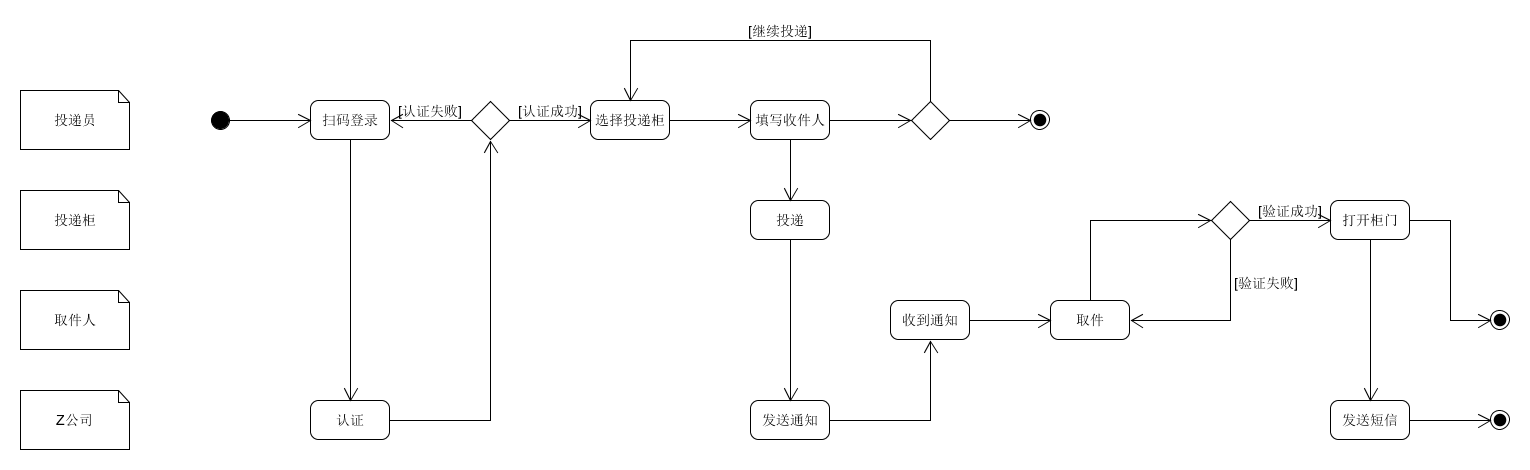 [继续投递]
投递员
扫码登录
[认证失败]
[认证成功]
选择投递柜
填写收件人
投递柜
投递
[验证成功]
打开柜门
[验证失败]
取件人
收到通知
取件
Z公司
认证
发送通知
发送短信